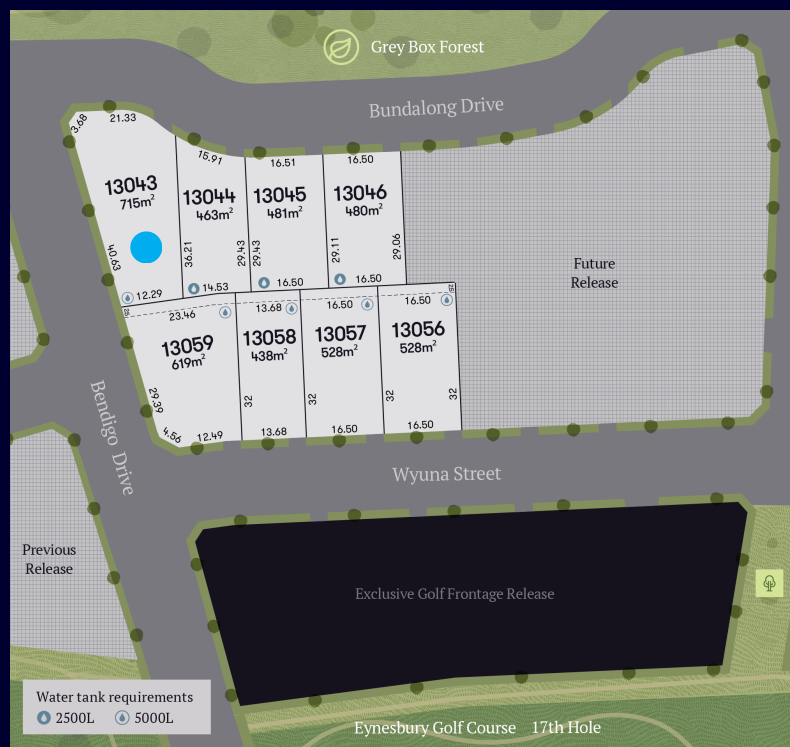 Grey Box Forest
Bundalong Drive
3.68
21.33
15.91
16.51
16.50
13043
715m²
13044
463m²
13045
481m²
13046
480m²
40.63
36.21
29.43
29.43
29.11
29.06
12.29
14.53
16.50
16.50
Future
Release
23.46
13.68
16.50
16.50
13059
619m²
13058
438m²
13057
528m²
13056
528m²
29.39
32
32
32
32
4.56
12.49
13.68
16.50
16.50
Bendigo Drive
Wyuna Street
Previous
Release
Exclusive Golf Frontage Release
Water tank requirements
2500L
5000L
Eynesbury Golf Course 17th Hole